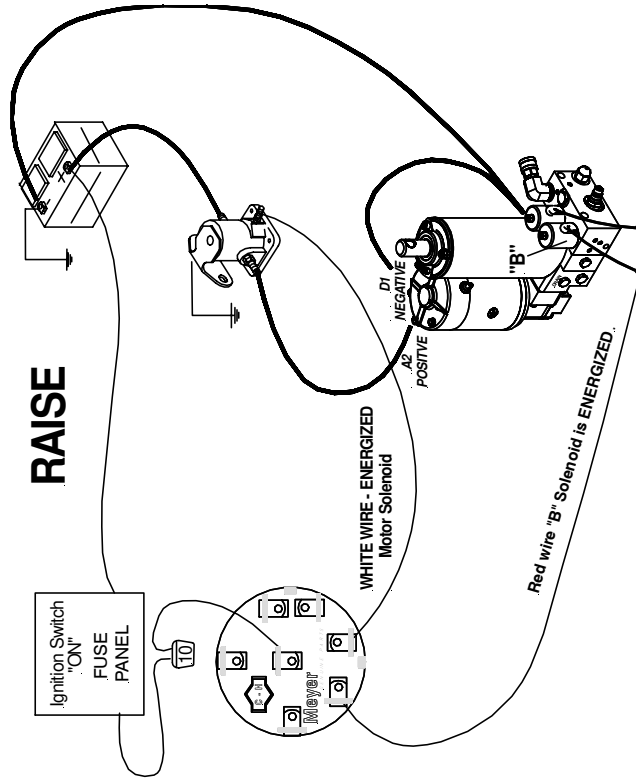 RAISE
Ignition Switch
"ON"
FUSE
PANEL
10
C - H
Meyer
WHITE WIRE - ENERGIZED
Motor Solenoid
A2
POSITVE
D1
NEGATIVE
"B"
Red wire "B" Solenoid is ENERGIZED.
+
-